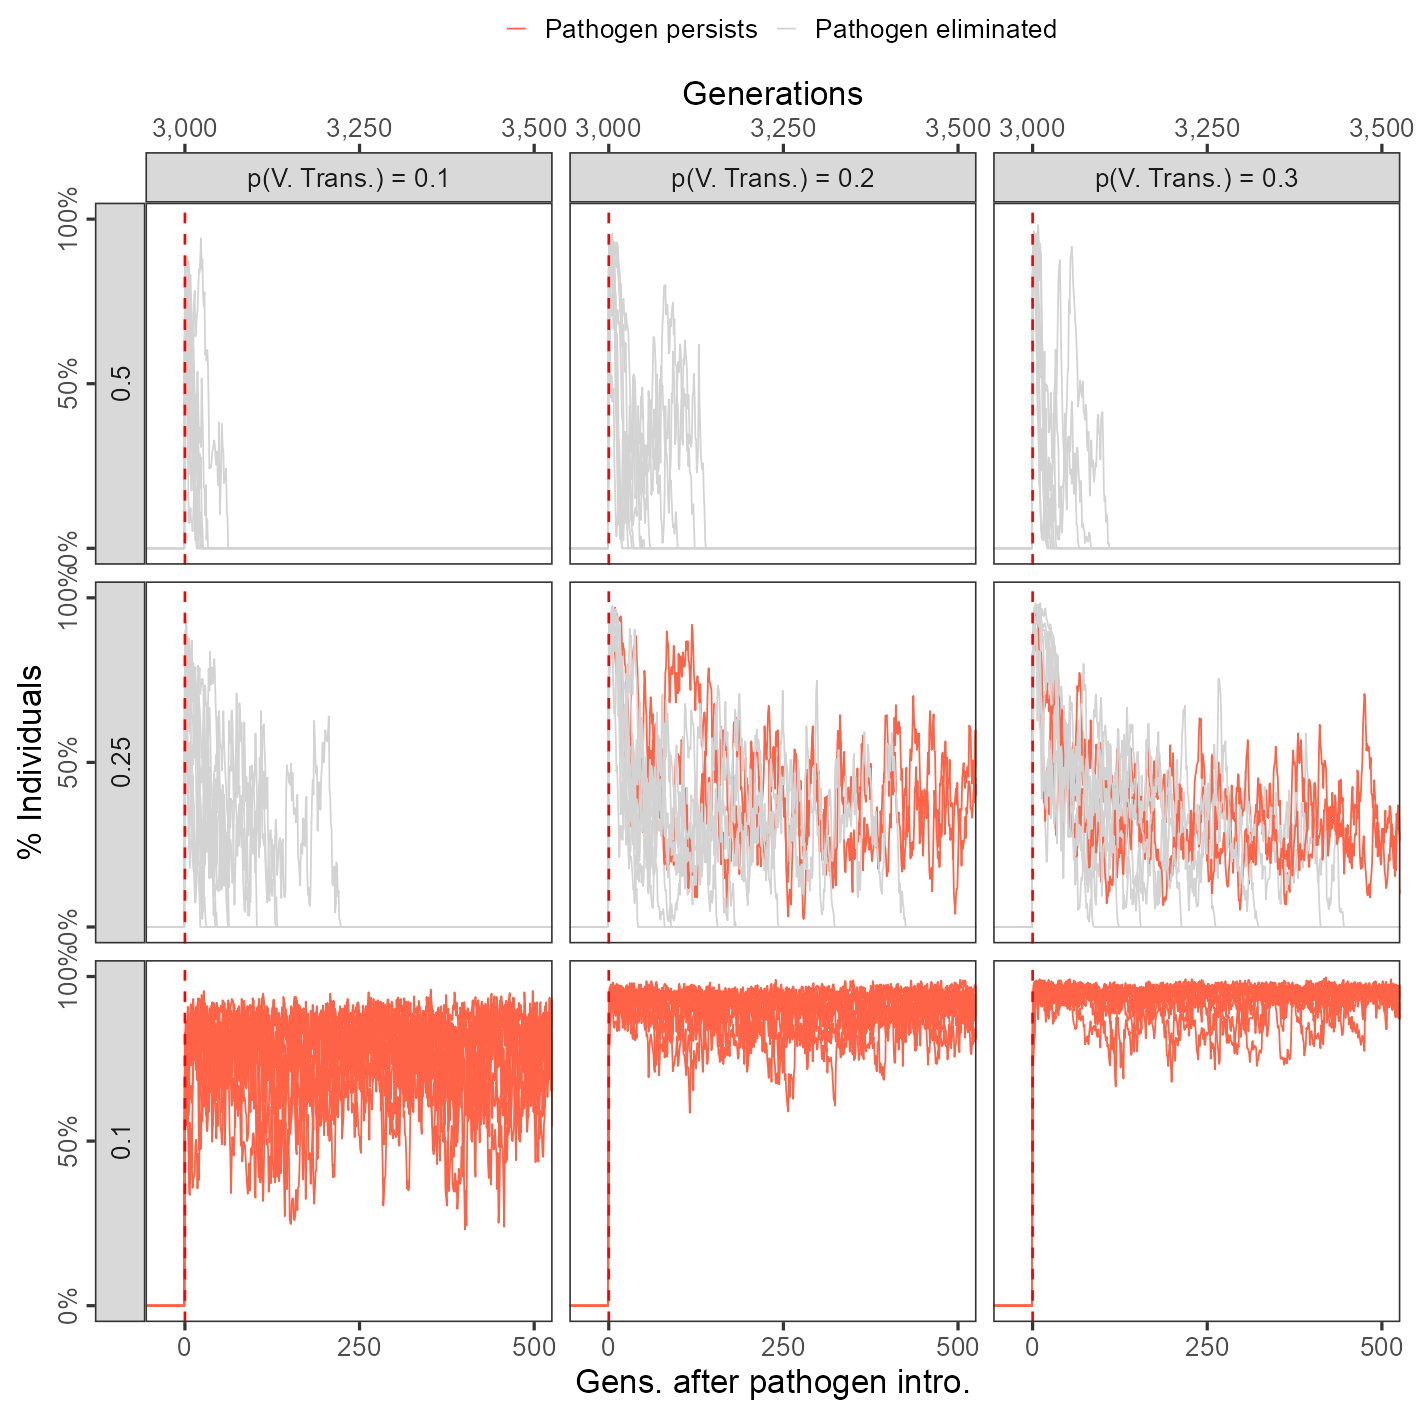 Pathogen persists Pathogen eliminated
Generations
3,000 3,250 3,500 3,000 3,250 3,500 3,000 3,250 3,500
p(V. Trans.) = 0.1 p(V. Trans.) = 0.2 p(V. Trans.) = 0.3
% Individuals
100%
50%
0%
0.5
100%
50%
0%
0.25
100%
50%
0%
0.1
0 250 500 0 250 500 0 250 500
Gens. after pathogen intro.